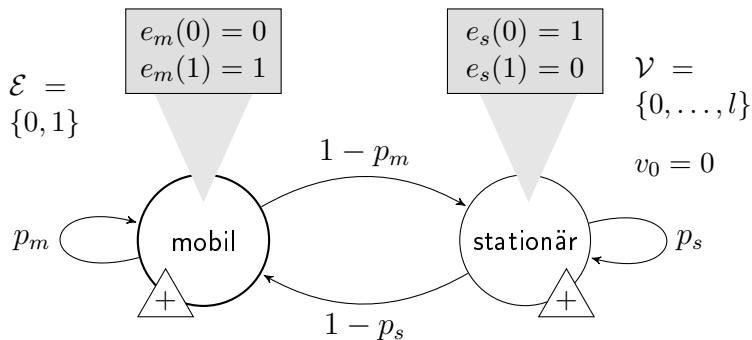 e_m(0) = 0
e_m(1) = 1
e_s(0) = 1
e_s(1) = 0
ℰ =
{0, 1}
𝒱 =
{0, . . . , l}
v_0 = 0
1 − p_m
p_m
mobil
stationär
p_s
+
+
1 − p_s